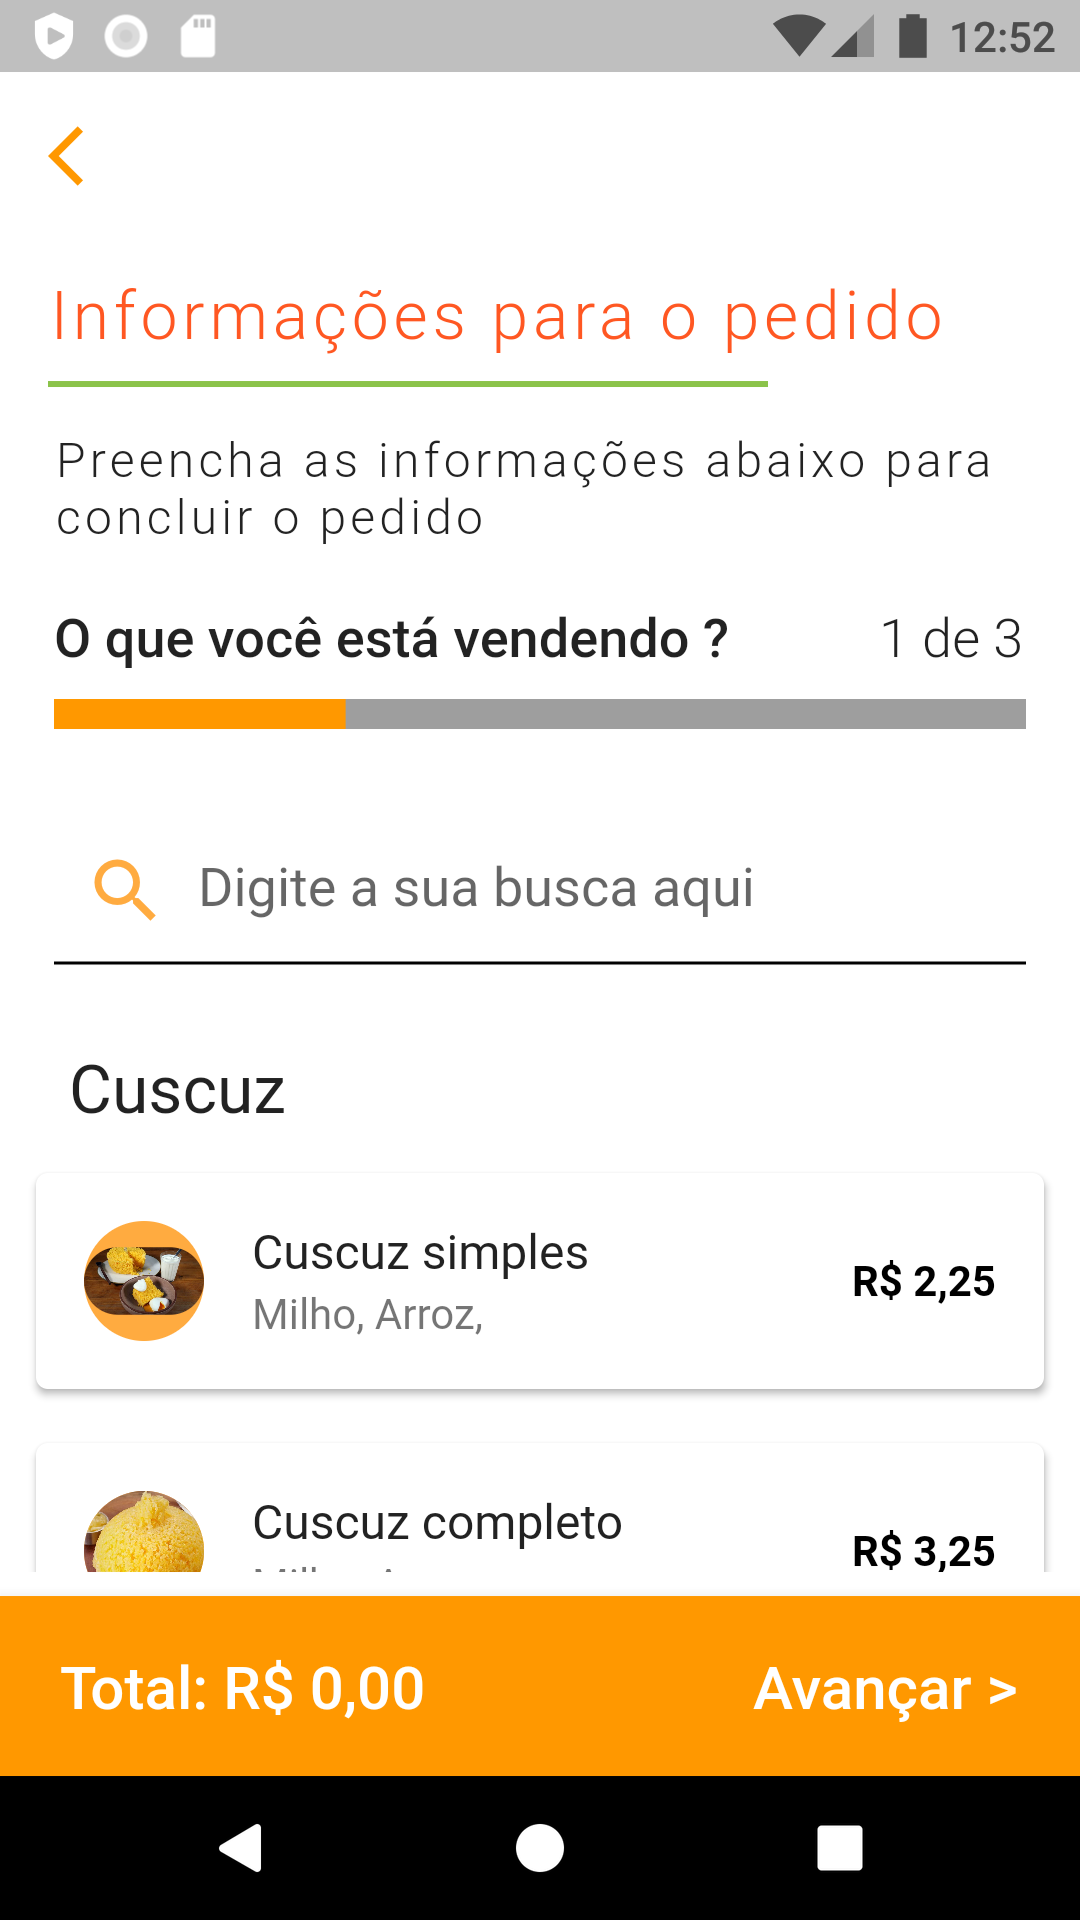 12:52
Informações para o pedido
Preencha as informações abaixo para
concluir o pedido
O que você está vendendo ? 1 de 3
Digite a sua busca aqui
Cuscuz
Cuscuz simples
Milho, Arroz,
R$ 2,25
Cuscuz completo
R$ 3,25
Total: R$ 0,00 Avançar >